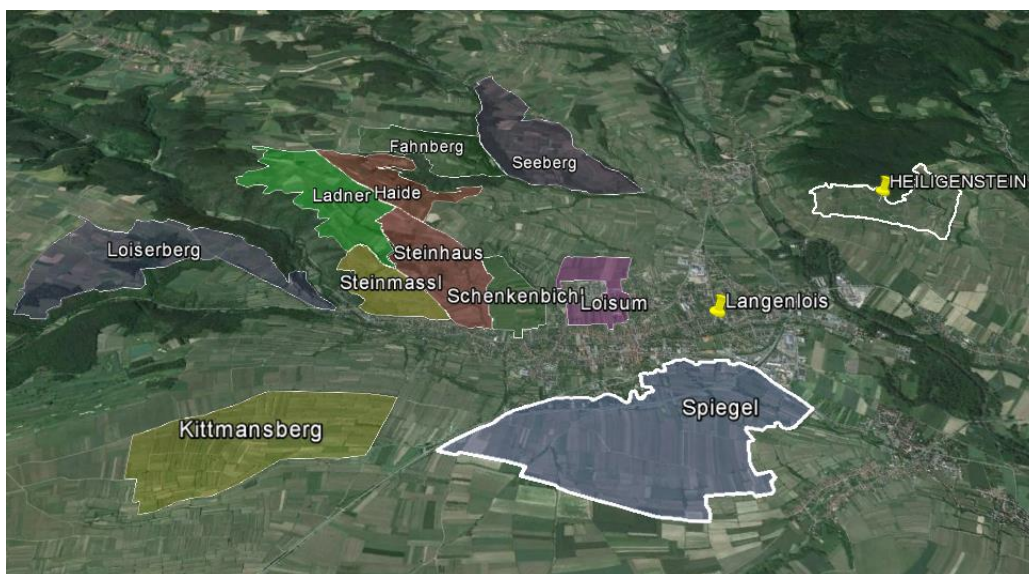 Fahnberg
Seeberg
HEILIGENSTEIN
Ladner
Haide
Loiserberg
Steinhaus
Steinmassl
Schenkenbichl
Loisum
Langenlois
Spiegel
Kittmansberg